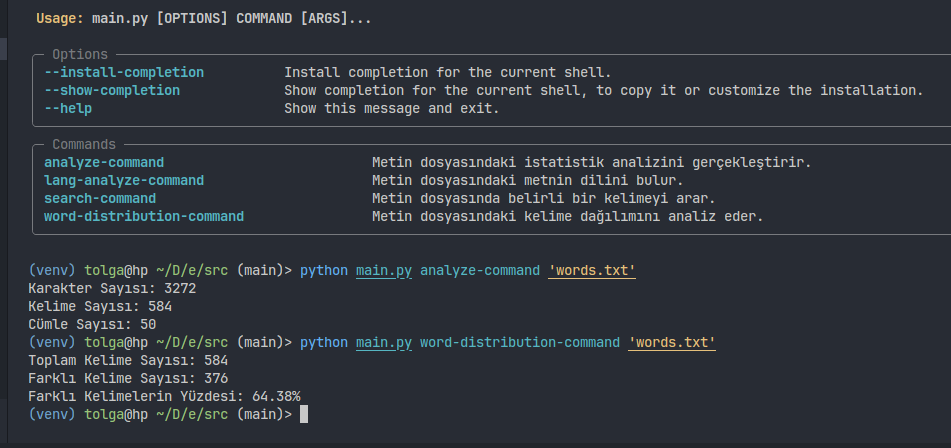 Usage: main.py [OPTIONS] COMMAND [ARGS]...
Options
--install-completion Install completion for the current shell.
--show-completion Show completion for the current shell, to copy it or customize the installation.
--help Show this message and exit.
Commands
analyze-command Metin dosyasındaki istatistik analizini gerçekleştirir.
lang-analyze-command Metin dosyasındaki metnin dilini bulur.
search-command Metin dosyasında belirli bir kelimeyi arar.
word-distribution-command Metin dosyasındaki kelime dağılımını analiz eder.
(venv) tolga@hp ~/D/e/src (main)> python main.py analyze-command 'words.txt'
Karakter Sayısı: 3272
Kelime Sayısı: 584
Cümle Sayısı: 50
(venv) tolga@hp ~/D/e/src (main)> python main.py word-distribution-command 'words.txt'
Toplam Kelime Sayısı: 584
Farklı Kelime Sayısı: 376
Farklı Kelimelerin Yüzdesi: 64.38%
(venv) tolga@hp ~/D/e/src (main)>